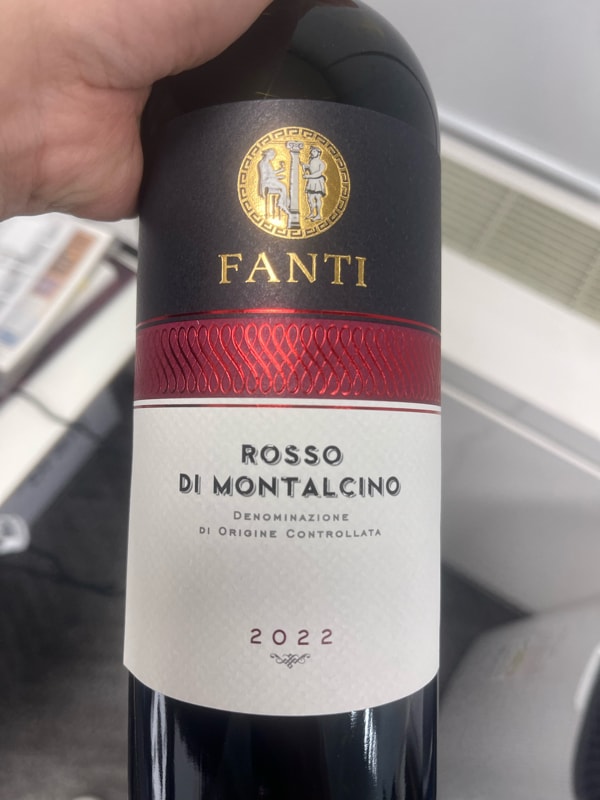 FANTI
ROSSO
DI MONTALCINO
DENOMINAZIONE
DI ORIGINE CONTROLLATA
2022